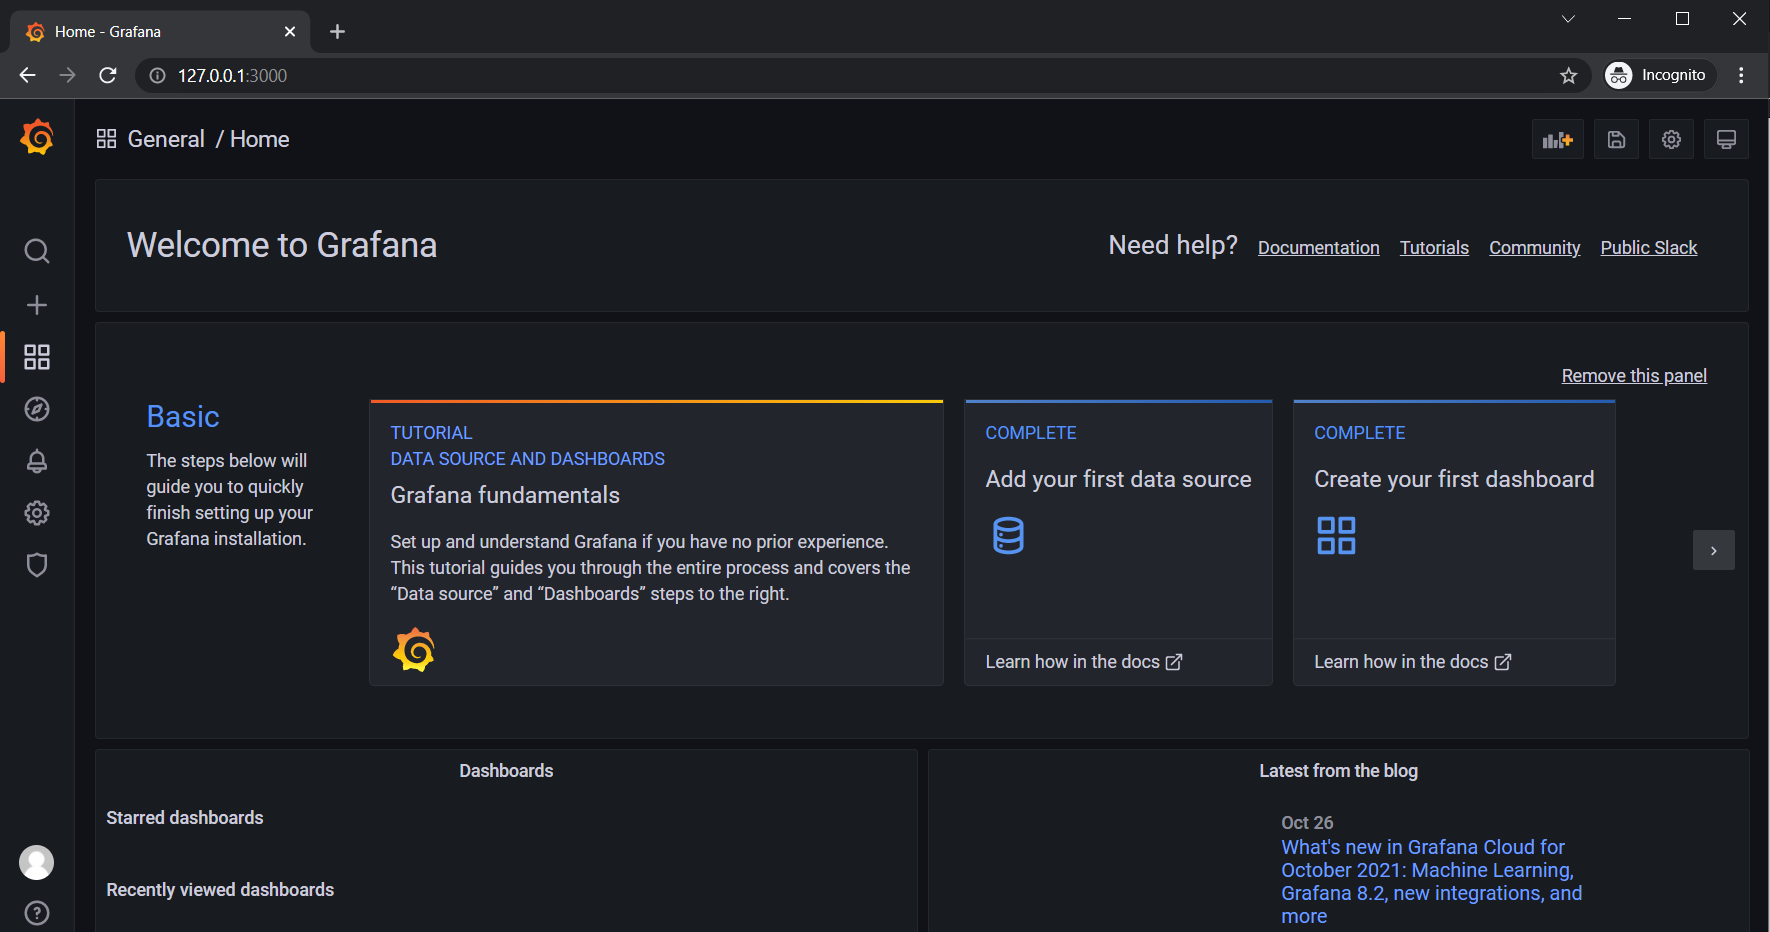 Home - Grafana
127.0.0.1:3000
Incognito
General / Home
Welcome to Grafana
Need help? Documentation Tutorials Community Public Slack
Remove this panel
Basic
The steps below will
guide you to quickly
finish setting up your
Grafana installation.
TUTORIAL
DATA SOURCE AND DASHBOARDS
Grafana fundamentals
Set up and understand Grafana if you have no prior experience.
This tutorial guides you through the entire process and covers the
“Data source” and “Dashboards” steps to the right.
COMPLETE
Add your first data source
Learn how in the docs
COMPLETE
Create your first dashboard
Learn how in the docs
Dashboards
Starred dashboards
Recently viewed dashboards
Latest from the blog
Oct 26
What's new in Grafana Cloud for
October 2021: Machine Learning,
Grafana 8.2, new integrations, and
more